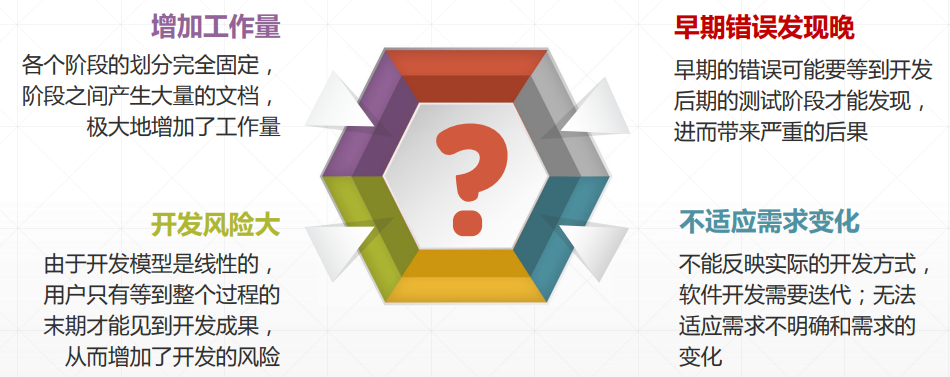 增加工作量
各个阶段的划分完全固定，
阶段之间产生大量的文档，
极大地增加了工作量
早期错误发现晚
早期的错误可能要等到开发
后期的测试阶段才能发现，
进而带来严重的后果
?
开发风险大
由于开发模型是线性的，
用户只有等到整个过程的
末期才能见到开发成果，
从而增加了开发的风险
不适应需求变化
不能反映实际的开发方式，
软件开发需要迭代；无法
适应需求不明确和需求的
变化